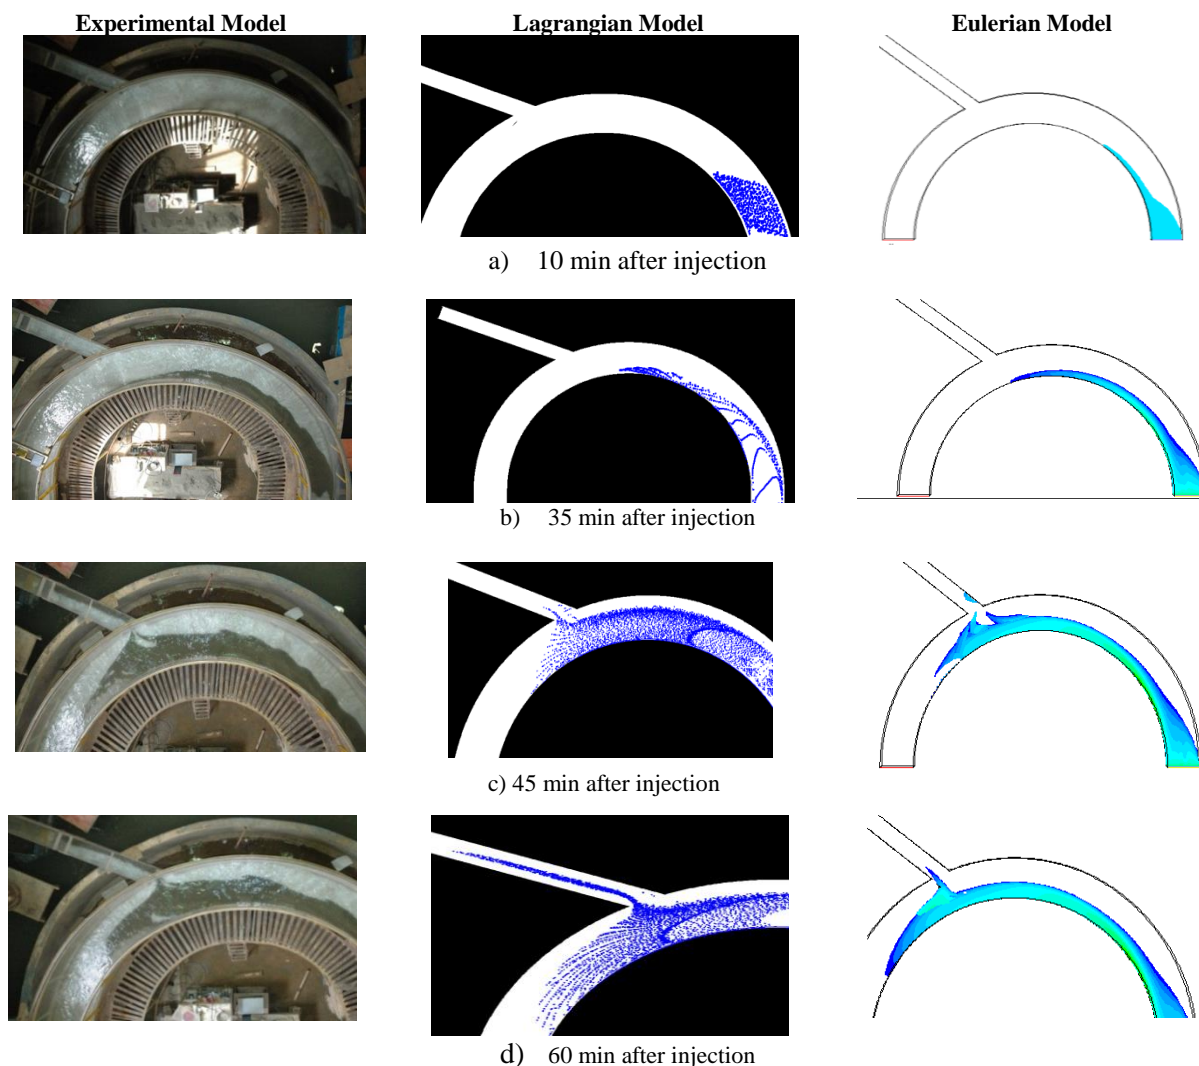 Experimental Model
Lagrangian Model
Eulerian Model
a) 10 min after injection
b) 35 min after injection
c) 45 min after injection
d) 60 min after injection